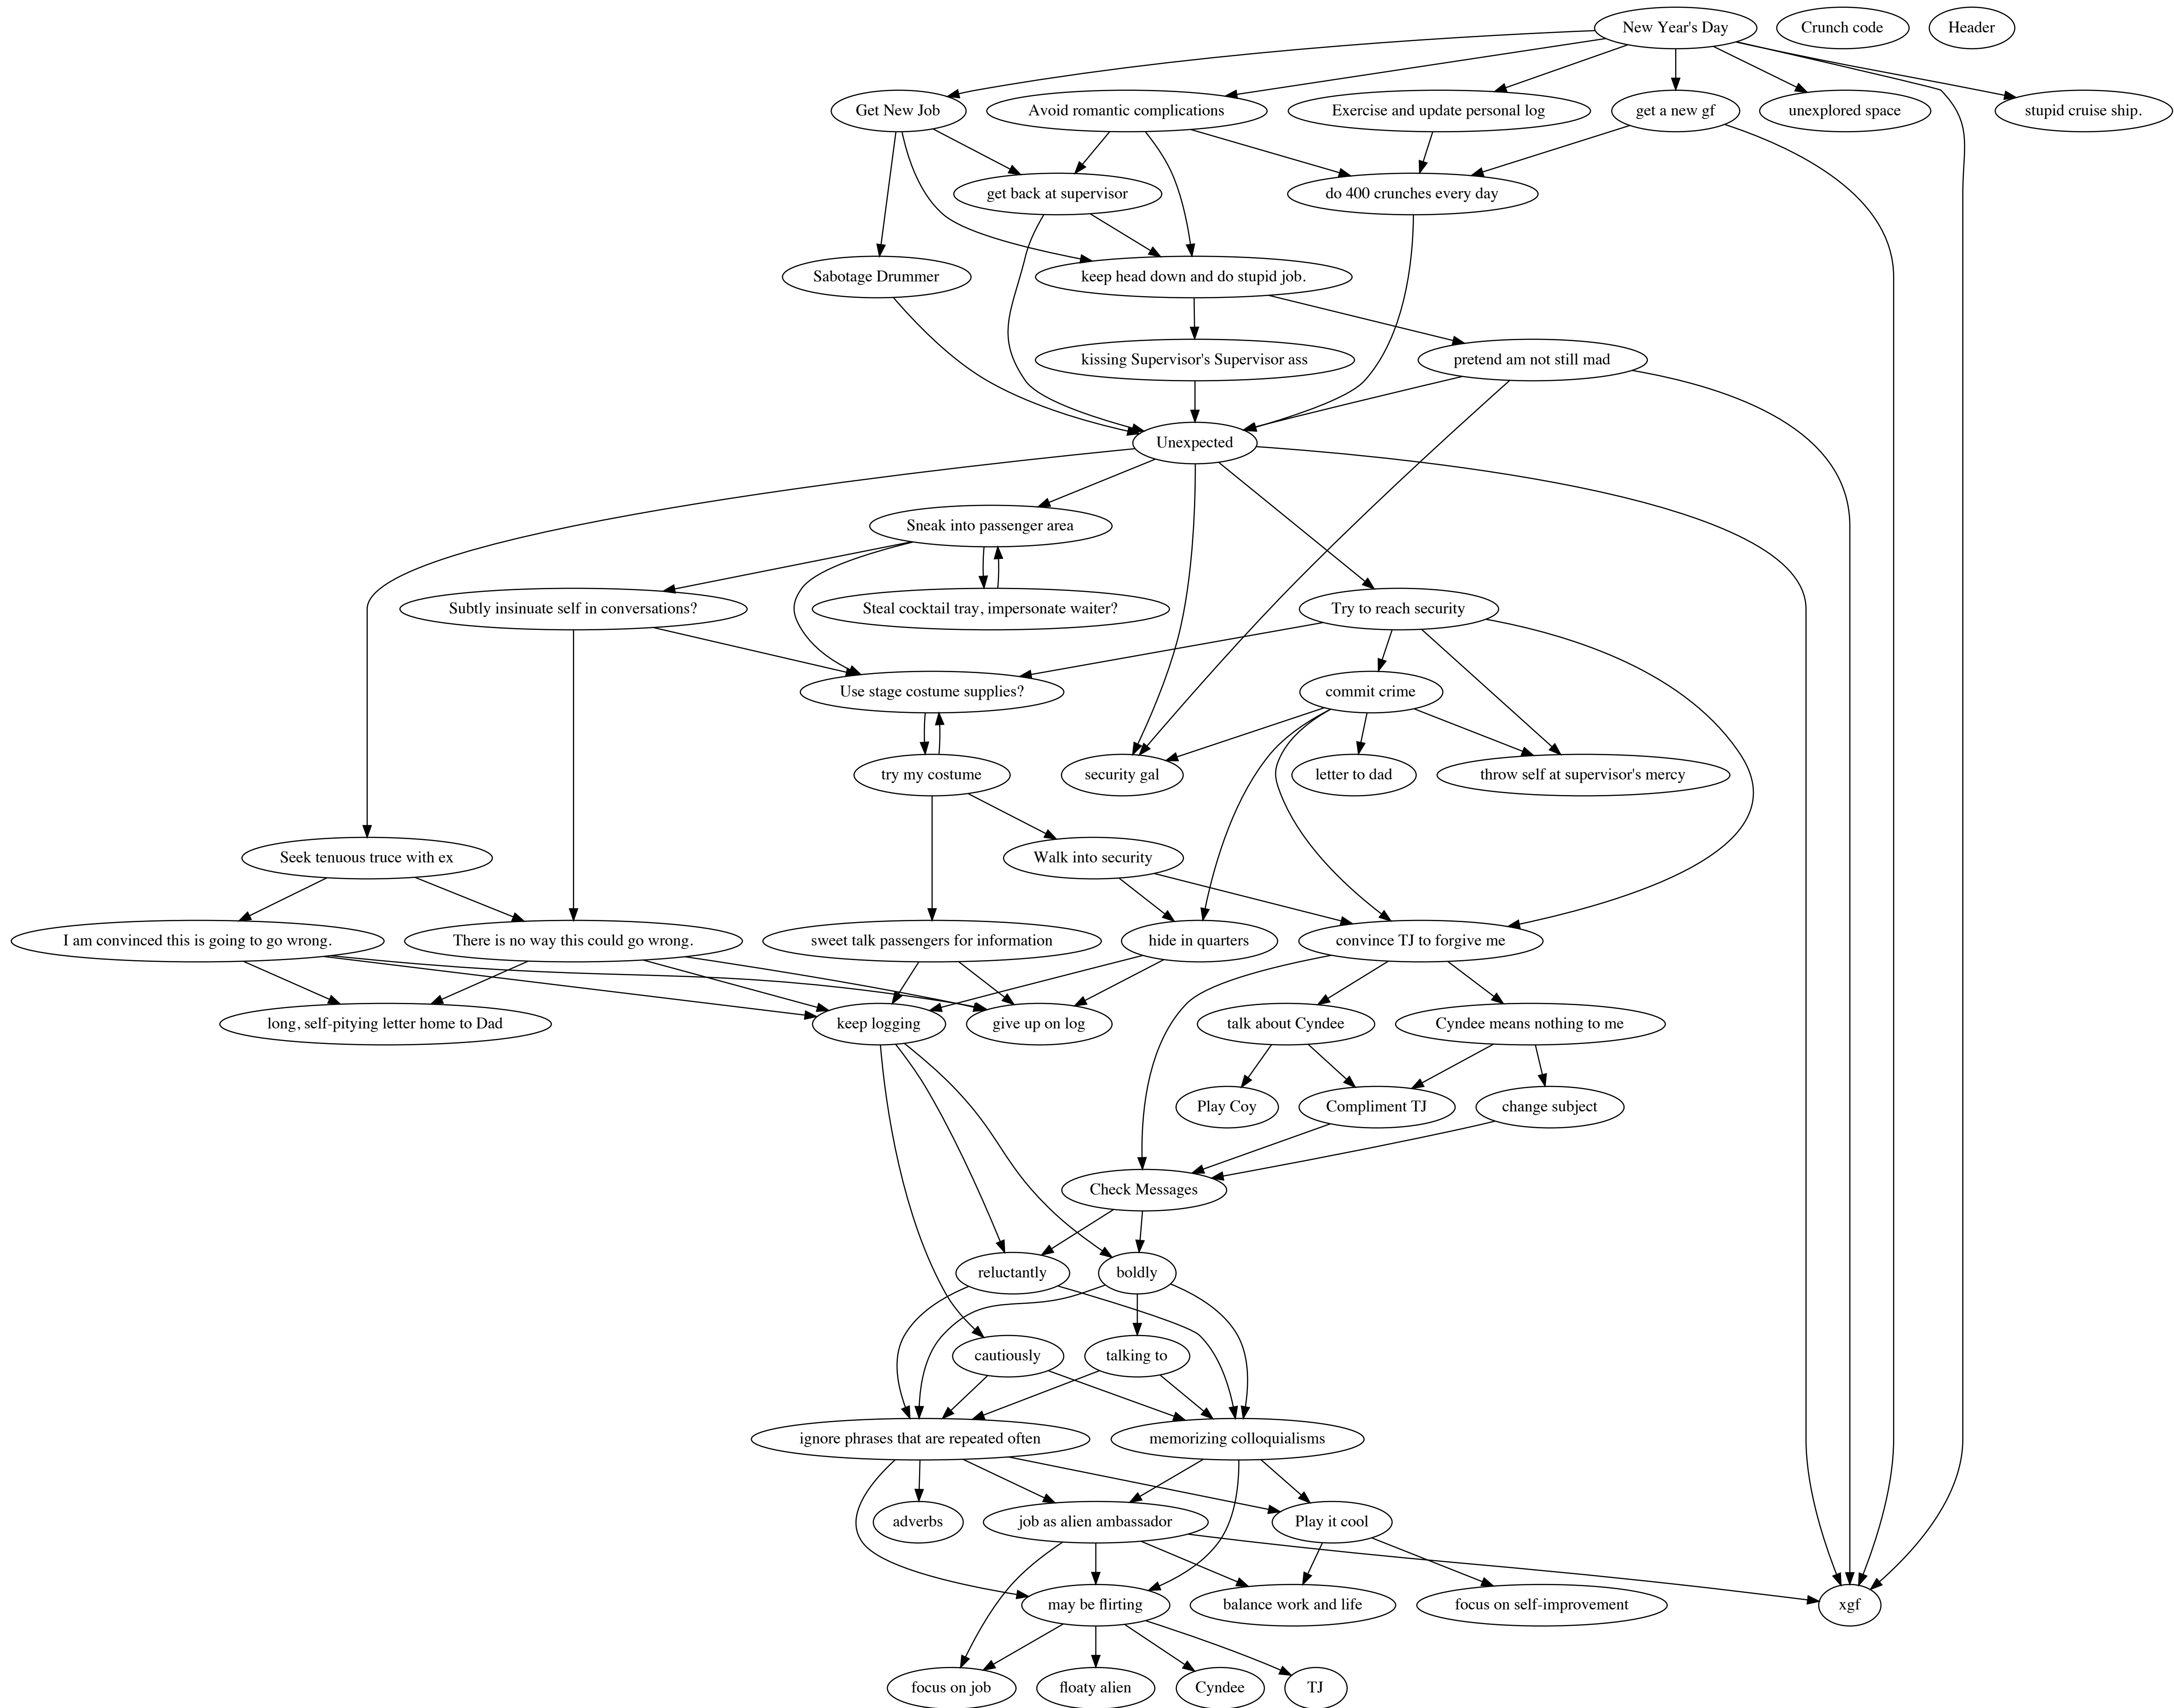 New Year's Day
Crunch code
Header
Get New Job
Avoid romantic complications
Exercise and update personal log
get a new gf
unexplored space
stupid cruise ship.
get back at supervisor
do 400 crunches every day
Sabotage Drummer
keep head down and do stupid job.
kissing Supervisor's Supervisor ass
pretend am not still mad
Unexpected
Sneak into passenger area
Subtly insinuate self in conversations?
Steal cocktail tray, impersonate waiter?
Try to reach security
Use stage costume supplies?
commit crime
try my costume
security gal
letter to dad
throw self at supervisor's mercy
Seek tenuous truce with ex
Walk into security
I am convinced this is going to go wrong.
There is no way this could go wrong.
sweet talk passengers for information
hide in quarters
convince TJ to forgive me
long, self-pitying letter home to Dad
keep logging
give up on log
talk about Cyndee
Cyndee means nothing to me
Play Coy
Compliment TJ
change subject
Check Messages
reluctantly
boldly
cautiously
talking to
ignore phrases that are repeated often
memorizing colloquialisms
adverbs
job as alien ambassador
Play it cool
may be flirting
balance work and life
focus on self-improvement
xgf
focus on job
floaty alien
Cyndee
TJ